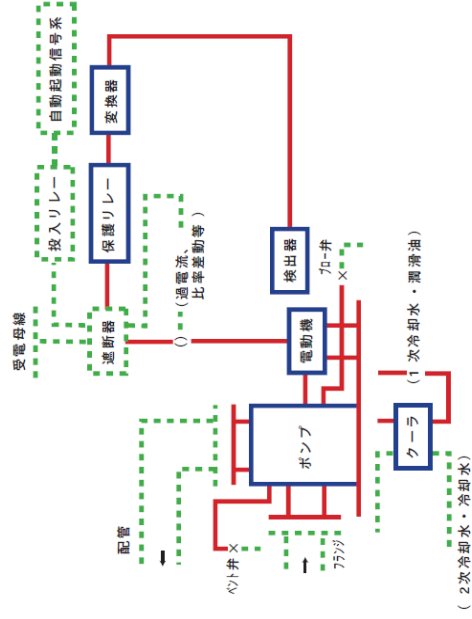 自動起動信号系
変換器
投入リレー
保護リレー
受電母線
遮断器
（過電流、
比率差動等）
検出器
ブロー弁
電動機
ポンプ
（1 次冷却水・潤滑油）
クーラ
（ 2次冷却水・冷却水）
配管
ベント弁
フランジ